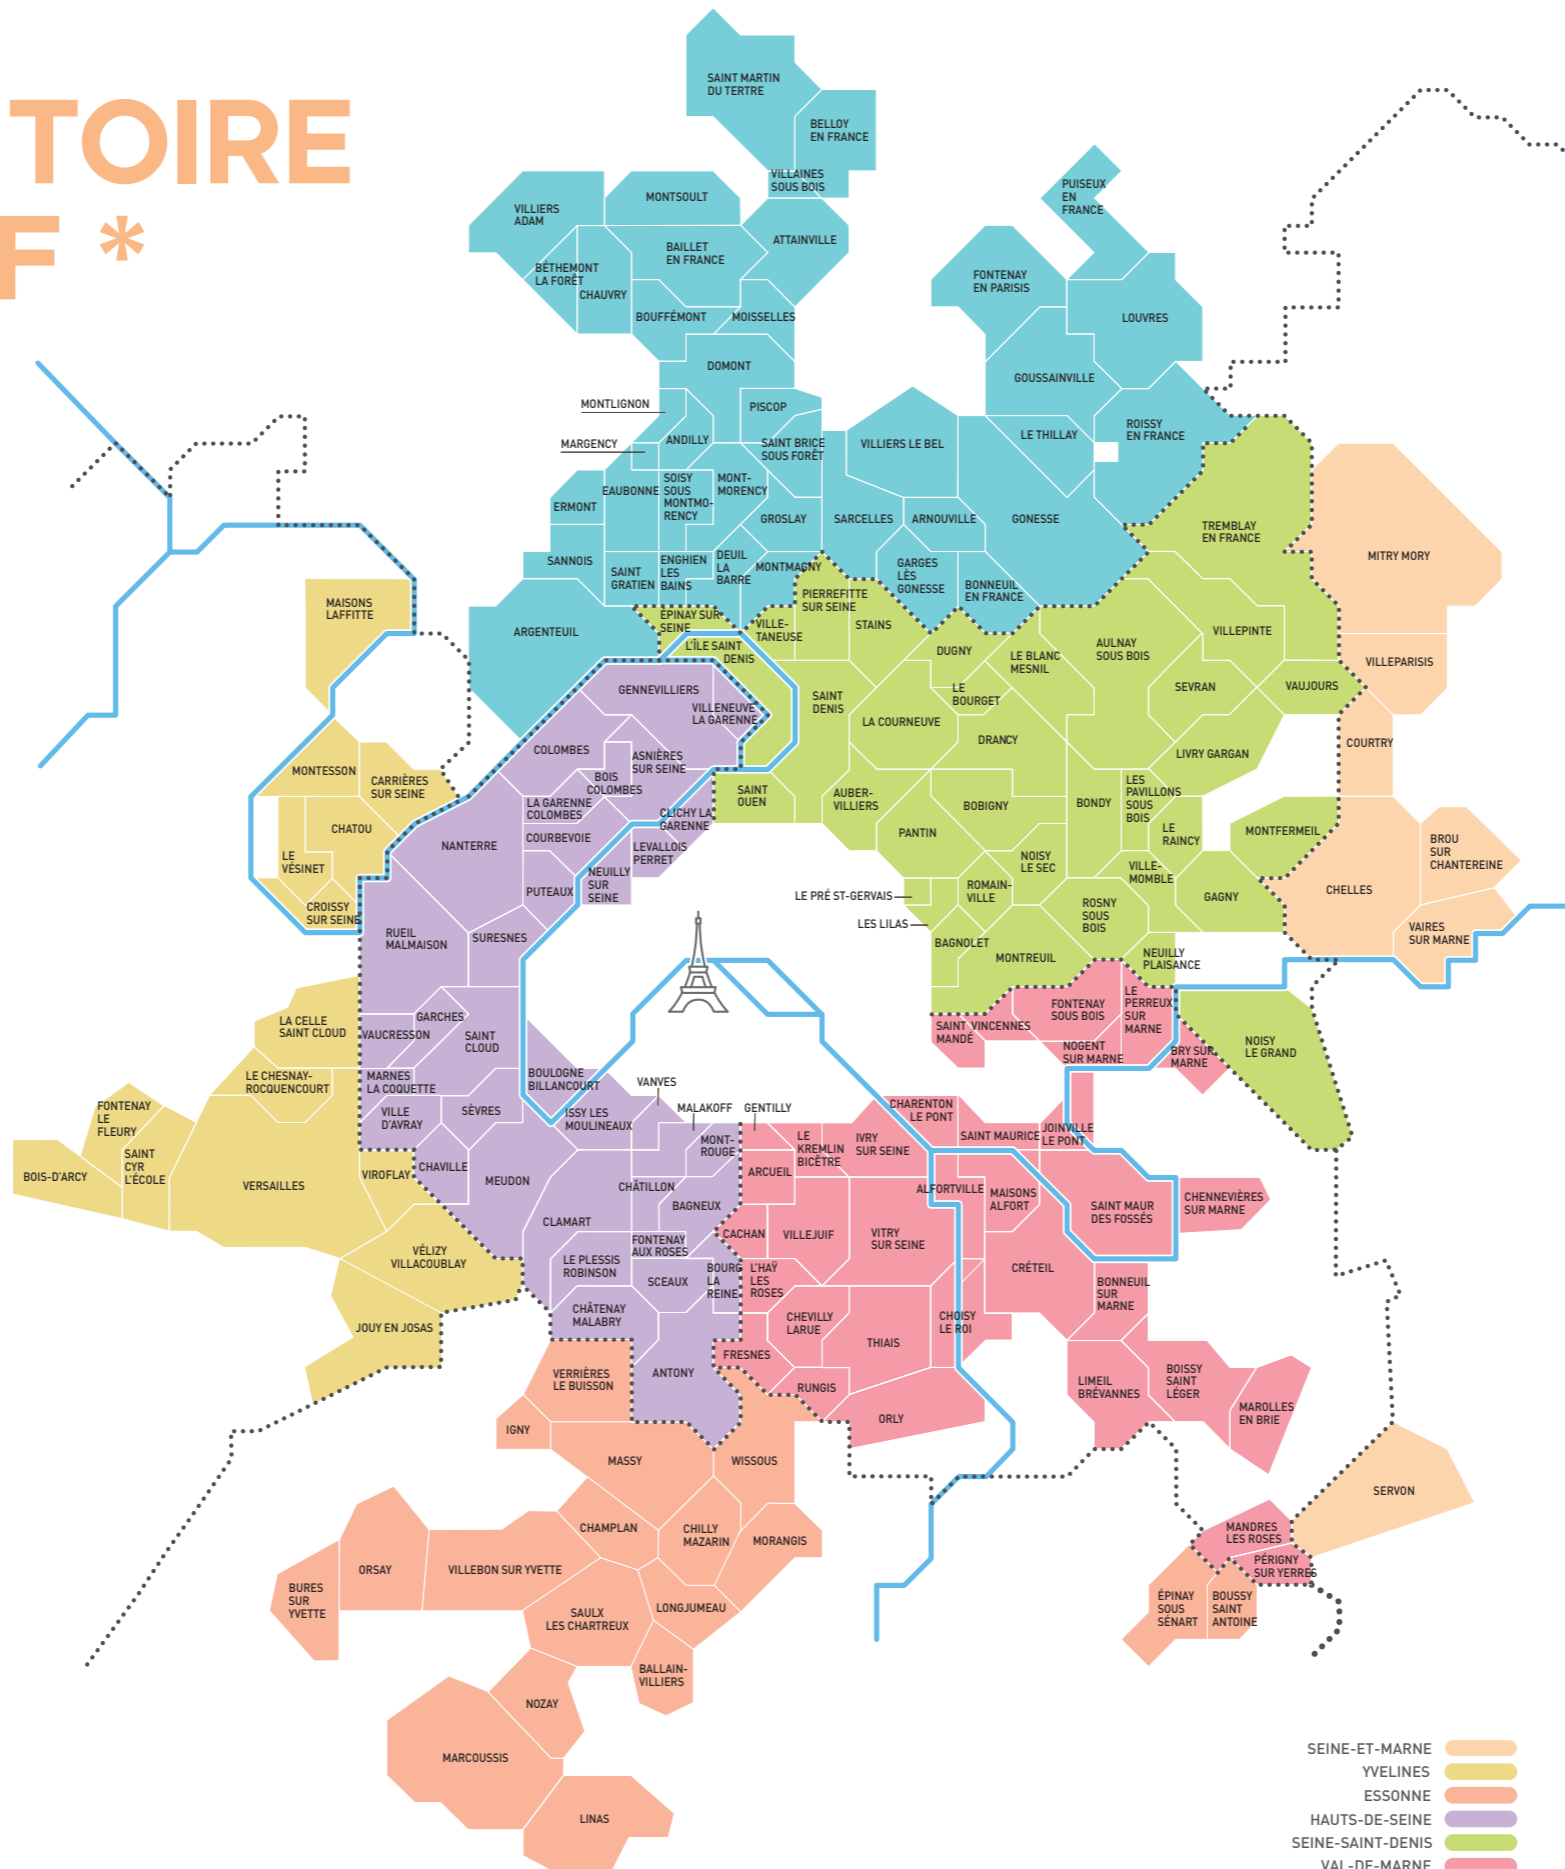 TOIRE
F *
SAINT MARTIN
DU TERTRE
BELLOY
EN FRANCE
VILLAINES
SOUS BOIS
PUISEUX
EN
FRANCE
VILLIERS
ADAM
MONTSOULT
ATTAINVILLE
BAILLET
EN FRANCE
BÉTHEMONT
LA FORÊT
CHAUVRY
FONTENAY
EN PARISIS
BOUFFÉMONT
MOISSELLES
LOUVRES
DOMONT
GOUSSAINVILLE
MONTLIGNON
PISCOP
MARGENCY
ANDILLY
SAINT BRICE
SOUS FORÊT
VILLIERS LE BEL
LE THILLAY
ROISSY
EN FRANCE
EAUBONNE
SOISY
SOUS
MONTMO-
RENCY
MONT-
MORENCY
ERMONT
GROSLAY
SARCELLES
ARNOUVILLE
GONESSE
TREMBLAY
EN FRANCE
MITRY MORY
SANNOIS
SAINT
GRATIEN
ENGHIEN
LES
BAINS
DEUIL
LA
BARRE
MONTMAGNY
GARGES
LÈS
GONESSE
BONNEUIL
EN FRANCE
MAISONS
LAFFITTE
ARGENTEUIL
ÉPINAY SUR
SEINE
VILLE-
TANEUSE
PIERREFITTE
SUR SEINE
STAINS
L'ÎLE SAINT
DENIS
DUGNY
LE BLANC
MESNIL
AULNAY
SOUS BOIS
VILLEPINTE
VILLEPARISIS
GENNEVILLIERS
VILLENEUVE
LA GARENNE
SAINT
DENIS
LE
BOURGET
SEVRAN
VAUJOURS
LA COURNEUVE
DRANCY
COURTRY
COLOMBES
ASNIÈRES
SUR SEINE
LIVRY GARGAN
MONTESSON
CARRIÈRES
SUR SEINE
BOIS
COLOMBES
LA GARENNE
COLOMBES
SAINT
OUEN
AUBER-
VILLIERS
BOBIGNY
BONDY
LES
PAVILLONS
SOUS
BOIS
CHATOU
COURBEVOIE
CLICHY LA
GARENNE
PANTIN
LE
RAINCY
MONTFERMEIL
BROU
SUR
CHANTEREINE
LE
VÉSINET
NANTERRE
LEVALLOIS
PERRET
NOISY
LE SEC
VILLE-
MOMBLE
CROISSY
SUR SEINE
PUTEAUX
NEUILLY
SUR
SEINE
LE PRÉ ST-GERVAIS
ROMAIN-
VILLE
GAGNY
CHELLES
LES LILAS
ROSNY
SOUS
BOIS
RUEIL
MALMAISON
SURESNES
BAGNOLET
MONTREUIL
NEUILLY
PLAISANCE
VAIRES
SUR MARNE
LA CELLE
SAINT CLOUD
VAUCRESSON
GARCHES
SAINT
CLOUD
SAINT
MANDÉ
VINCENNES
FONTENAY
SOUS BOIS
LE
PERREUX
SUR
MARNE
NOGENT
SUR MARNE
BRY SUR
MARNE
NOISY
LE GRAND
LE CHESNAY-
ROCQUENCOURT
MARNES
LA COQUETTE
BOULOGNE
BILLANCOURT
VANVES
FONTENAY
LE
FLEURY
VILLE
D'AVRAY
SÈVRES
ISSY LES
MOULINEAUX
MALAKOFF
GENTILLY
CHARENTON
LE PONT
SAINT MAURICE
JOINVILLE
LE PONT
BOIS-D'ARCY
SAINT
CYR
L'ÉCOLE
VERSAILLES
VIROFLAY
CHAVILLE
MEUDON
MONT-
ROUGE
LE
KREMLIN
BICÊTRE
IVRY
SUR SEINE
ARCUEIL
CHÂTILLON
CLAMART
BAGNEUX
ALFORTVILLE
MAISONS
ALFORT
SAINT MAUR
DES FOSSÉS
CHENNEVIÈRES
SUR MARNE
VÉLIZY
VILLACOUBLAY
FONTENAY
AUX ROSES
CACHAN
VILLEJUIF
VITRY
SUR SEINE
LE PLESSIS
ROBINSON
SCEAUX
BOURG
LA
REINE
L'HAŸ
LES
ROSES
CRÉTEIL
BONNEUIL
SUR
MARNE
JOUY EN JOSAS
CHÂTENAY
MALABRY
CHEVILLY
LARUE
THIAIS
CHOISY
LE ROI
ANTONY
FRESNES
RUNGIS
ORLY
VERRIÈRES
LE BUISSON
LIMEIL
BRÉVANNES
BOISSY
SAINT
LÉGER
MAROLLES
EN BRIE
IGNY
MASSY
WISSOUS
SERVON
CHAMPLAN
CHILLY
MAZARIN
MORANGIS
MANDRES
LES ROSES
PÉRIGNY
SUR YERRES
BURES
SUR
YVETTE
ORSAY
VILLEBON SUR YVETTE
SAULX
LES CHARTREUX
LONGJUMEAU
ÉPINAY
SOUS
SÉNART
BOUSSY
SAINT
ANTOINE
BALLAIN-
VILLIERS
NOZAY
MARCOUSSIS
LINAS
SEINE-ET-MARNE
YVELINES
ESSONNE
HAUTS-DE-SEINE
SEINE-SAINT-DENIS
VAL-DE-MARNE